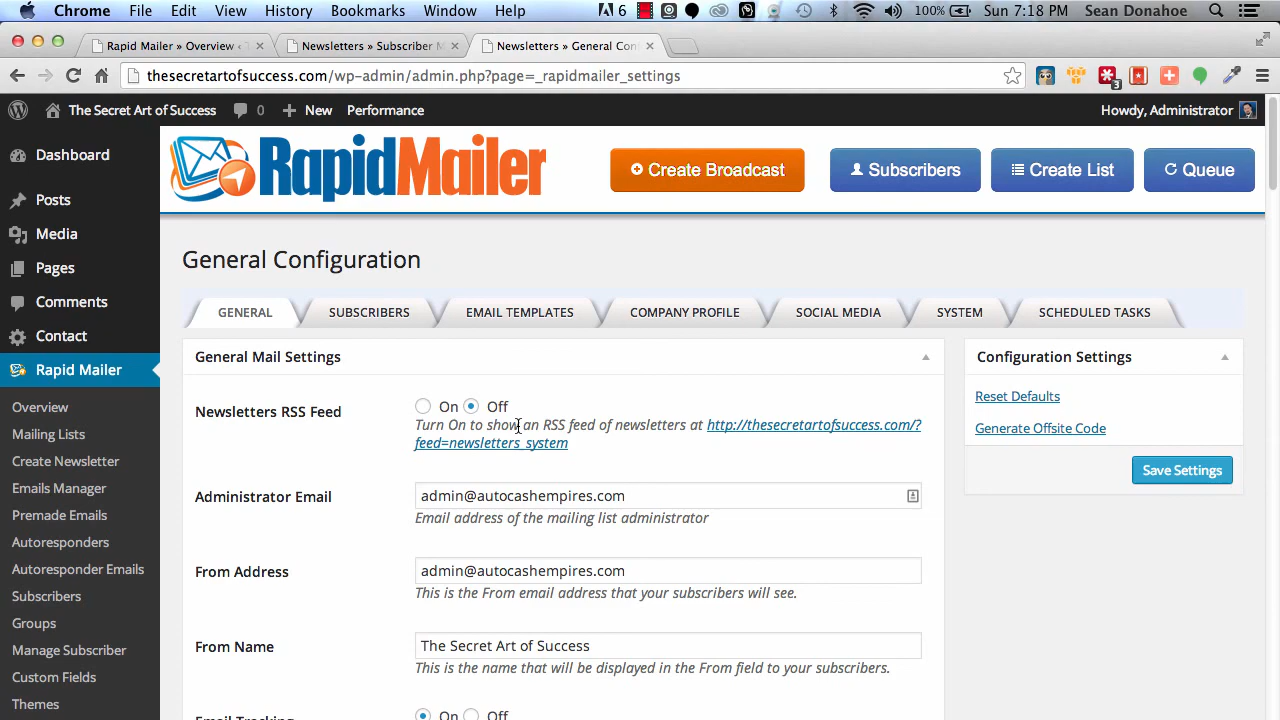 Chrome File Edit View History Bookmarks Window Help 6 100% Sun 7:18 PM Sean Donahoe
Rapid Mailer » Overview ‹
Newsletters » Subscriber M
Newsletters » General Con
thesecretartofsuccess.com/wp-admin/admin.php?page=_rapidmailer_settings
3
The Secret Art of Success 0 New Performance Howdy, Administrator
Dashboard
Posts
Media
Pages
Comments
Contact
Rapid Mailer
Overview
Mailing Lists
Create Newsletter
Emails Manager
Premade Emails
Autoresponders
Autoresponder Emails
Subscribers
Groups
Manage Subscriber
Custom Fields
Themes
RapidMailer
Create Broadcast
Subscribers
Create List
Queue
General Configuration
GENERAL SUBSCRIBERS EMAIL TEMPLATES COMPANY PROFILE SOCIAL MEDIA SYSTEM SCHEDULED TASKS
General Mail Settings
Newsletters RSS Feed
On Off
Turn On to show an RSS feed of newsletters at http://thesecretartofsuccess.com/?
feed=newsletters_system
Administrator Email
admin@autocashempires.com
Email address of the mailing list administrator
From Address
admin@autocashempires.com
This is the From email address that your subscribers will see.
From Name
The Secret Art of Success
This is the name that will be displayed in the From field to your subscribers.
Email Tracking
On Off
Configuration Settings
Reset Defaults
Generate Offsite Code
Save Settings